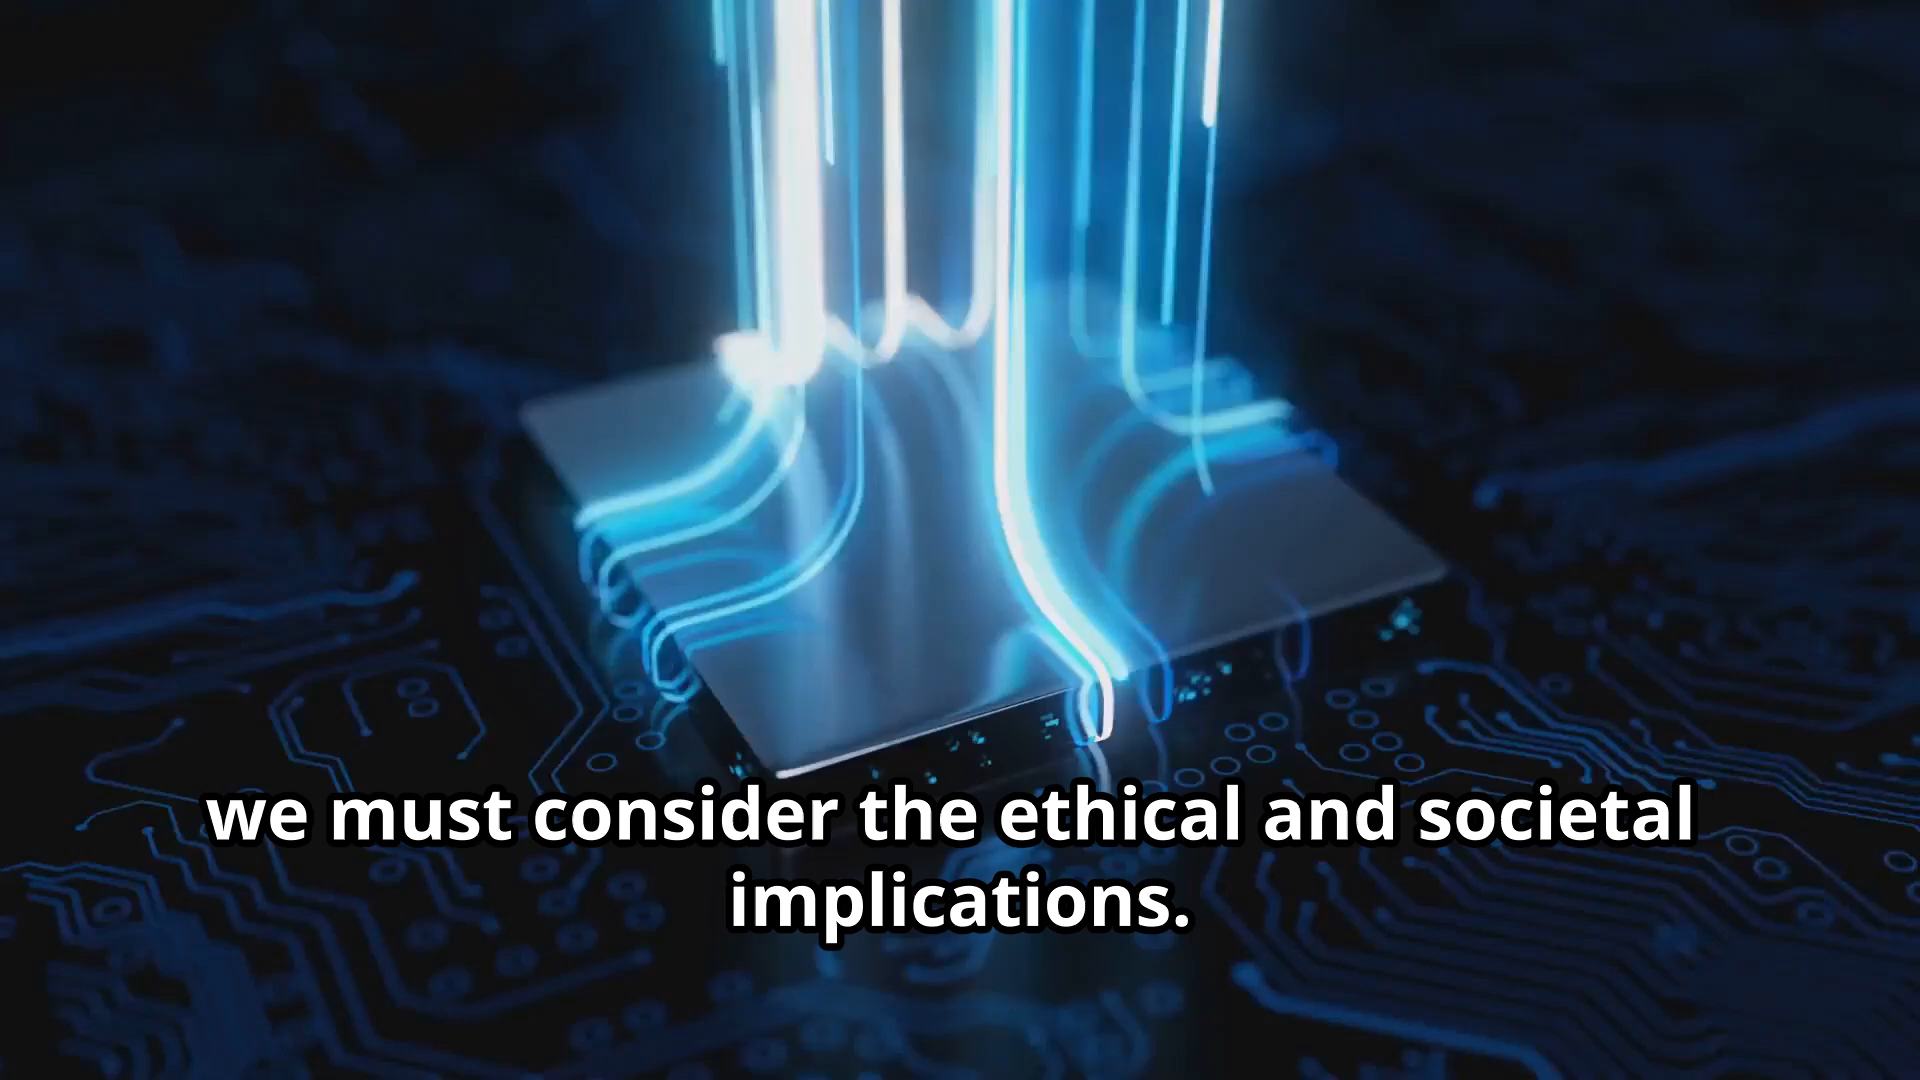 we must consider the ethical and societal
implications.